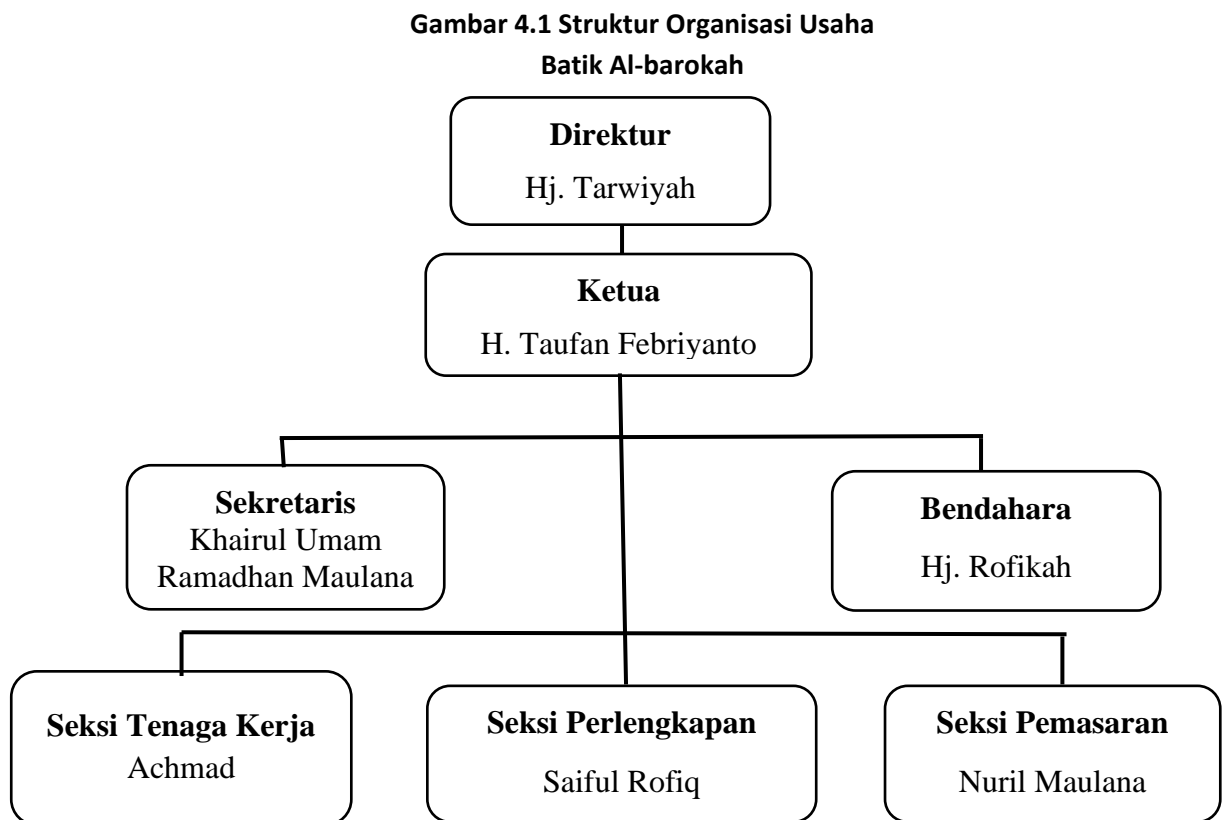 Gambar 4.1 Struktur Organisasi Usaha
Batik Al-barokah
Direktur
Hj. Tarwiyah
Ketua
H. Taufan Febriyanto
Sekretaris
Khairul Umam
Ramadhan Maulana
Bendahara
Hj. Rofikah
Seksi Tenaga Kerja
Achmad
Seksi Perlengkapan
Saiful Rofiq
Seksi Pemasaran
Nuril Maulana